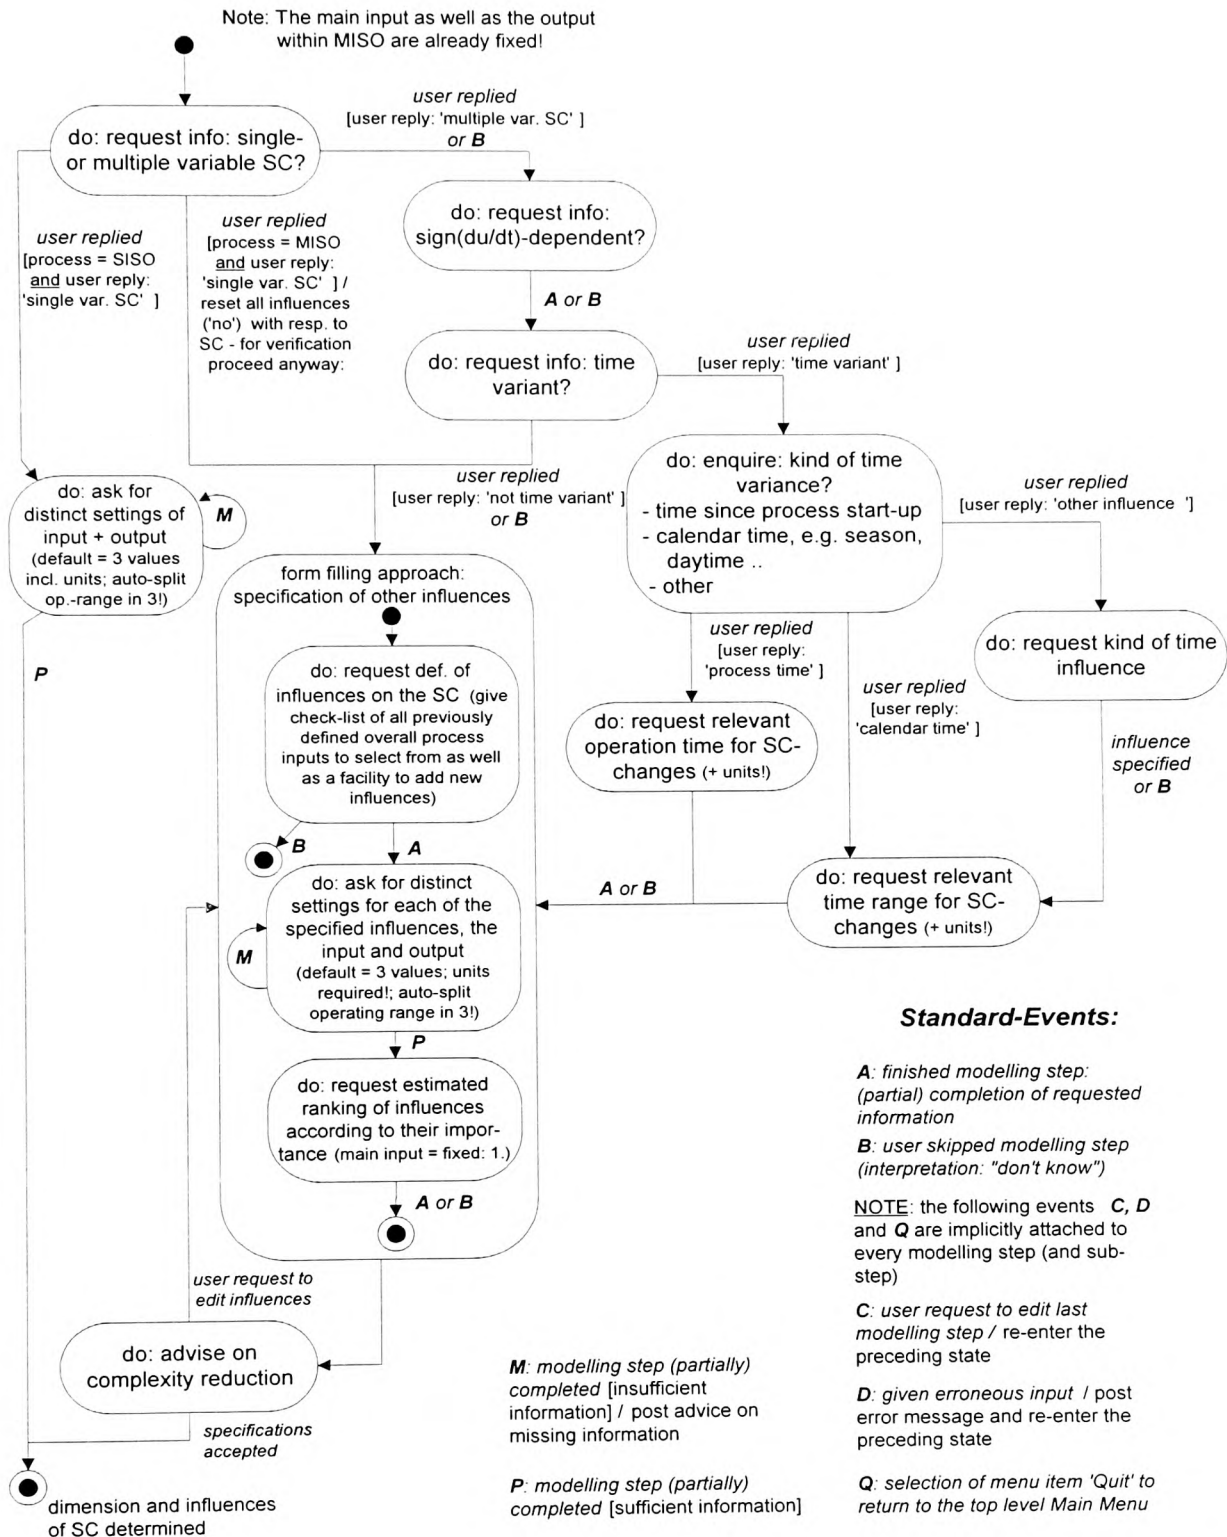 Note: The main input as well as the output
within MISO are already fixed!
do: request info: single-
or multiple variable SC?
user replied
[user reply: 'multiple var. SC' ]
or B
do: request info:
sign(du/dt)-dependent?
user replied
[process = SISO
and user reply:
'single var. SC' ]
user replied
[process = MISO
and user reply:
'single var. SC' ] /
reset all influences
('no') with resp. to
SC - for verification
proceed anyway:
A or B
do: request info: time
variant?
user replied
[user reply: 'time variant' ]
user replied
[user reply: 'not time variant' ]
or B
do: ask for
distinct settings of
input + output
(default = 3 values
incl. units; auto-split
op.-range in 3!)
M
P
do: enquire: kind of time
variance?
- time since process start-up
- calendar time, e.g. season,
daytime ..
- other
user replied
[user reply: 'other influence ']
user replied
[user reply:
'process time' ]
user replied
[user reply:
'calendar time' ]
do: request kind of time
influence
influence
specified
or B
do: request relevant
operation time for SC-
changes (+ units!)
do: request relevant
time range for SC-
changes (+ units!)
A or B
form filling approach:
specification of other influences
do: request def. of
influences on the SC (give
check-list of all previously
defined overall process
inputs to select from as well
as a facility to add new
influences)
B
A
do: ask for distinct
settings for each of the
specified influences, the
input and output
(default = 3 values; units
required!; auto-split
operating range in 3!)
M
P
do: request estimated
ranking of influences
according to their impor-
tance (main input = fixed: 1.)
A or B
user request to
edit influences
do: advise on
complexity reduction
specifications
accepted
dimension and influences
of SC determined
M: modelling step (partially)
completed [insufficient
information] / post advice on
missing information
P: modelling step (partially)
completed [sufficient information]
Standard-Events:
A: finished modelling step:
(partial) completion of requested
information
B: user skipped modelling step
(interpretation: "don't know")
NOTE: the following events C, D
and Q are implicitly attached to
every modelling step (and sub-
step)
C: user request to edit last
modelling step / re-enter the
preceding state
D: given erroneous input / post
error message and re-enter the
preceding state
Q: selection of menu item 'Quit' to
return to the top level Main Menu